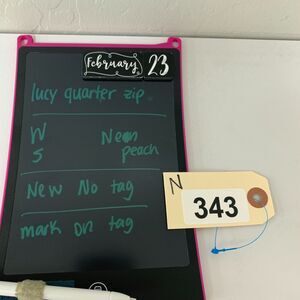 February 23
lucy quarter zip
W Neon
S peach
New No tag
mark on tag
N
343